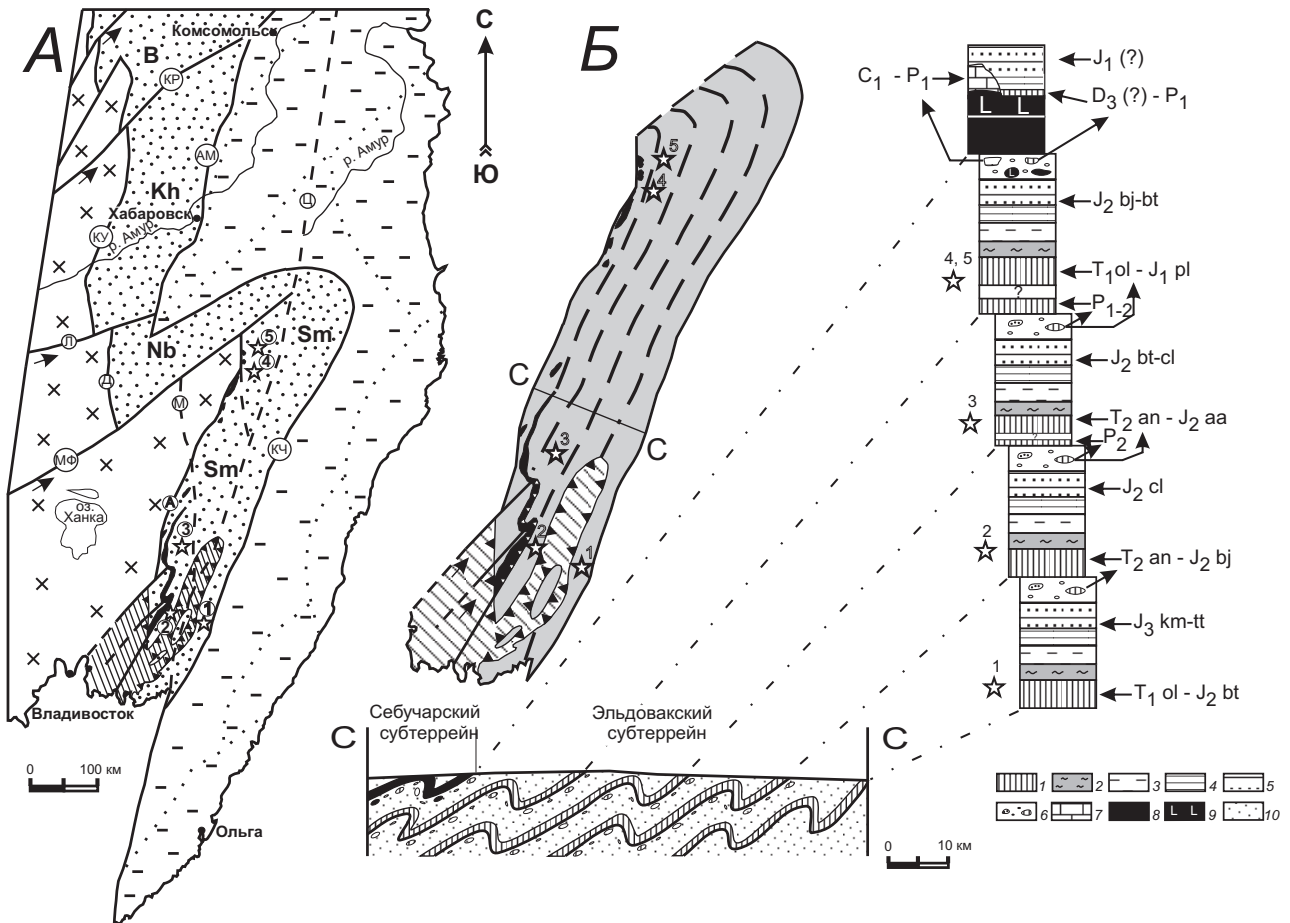 А
Комсомольск
В
КР
АМ
р. Амур
Kh
Хабаровск
КУ
р. Амур
Ц
Л
Nb
Sm
5
4
Д
М
МФ
КЧ
Sm
оз.
Ханка
А
3
1
2
Владивосток
0 100 км
Ольга
С
Ю
Б
5
4
С
С
3
2
1
Себучарский
субтеррейн
Эльдовакский
субтеррейн
С
С
J1 (?)
C1 - P1
D3 (?) - P1
L L
L
J2 bj-bt
4, 5
T1 ol - J1 pl
?
P1-2
J2 bt-cl
3
T2 an - J2 aa
?
P2
J2 cl
2
T2 an - J2 bj
J3 km-tt
1
T1 ol - J2 bt
1 2 3 4 5
6 7 8 L L 9 10
0 10 км